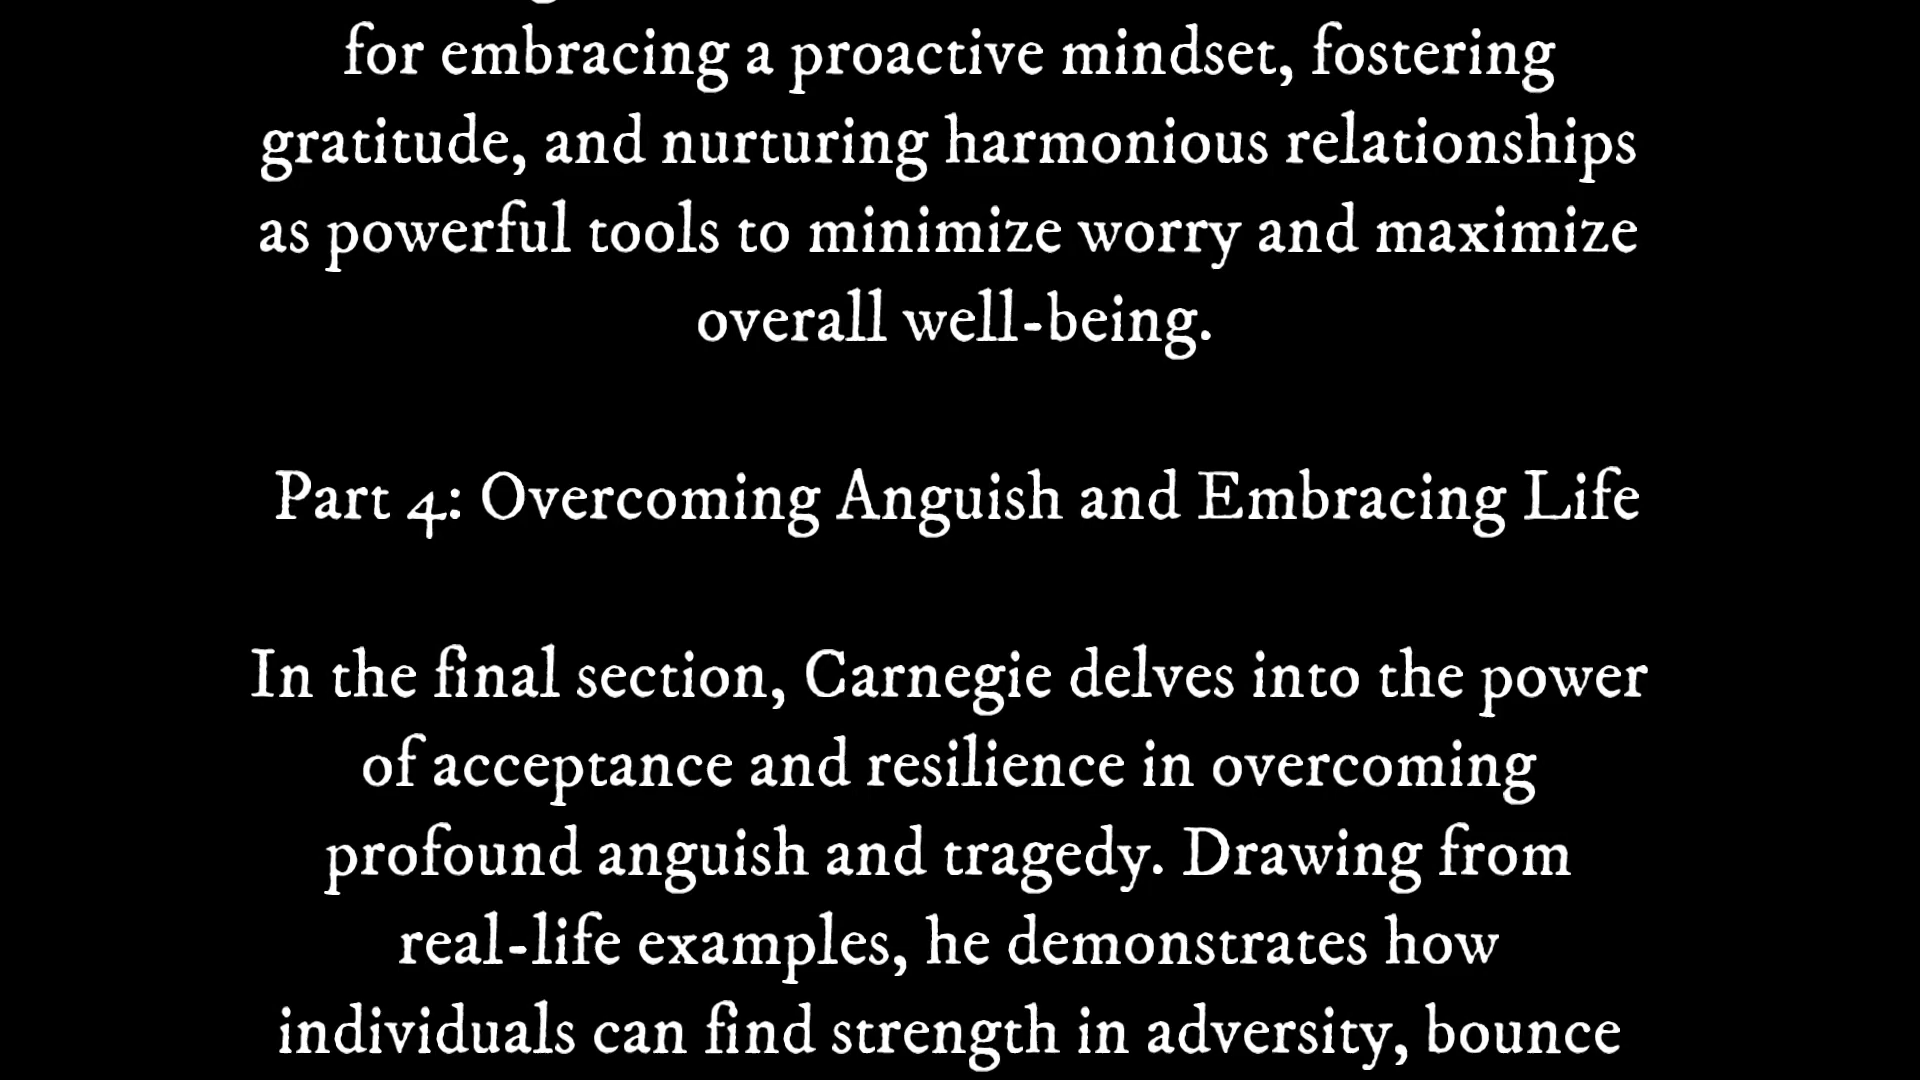 for embracing a proactive mindset, fostering
gratitude, and nurturing harmonious relationships
as powerful tools to minimize worry and maximize
overall well-being.
Part 4: Overcoming Anguish and Embracing Life
In the final section, Carnegie delves into the power
of acceptance and resilience in overcoming
profound anguish and tragedy. Drawing from
real-life examples, he demonstrates how
individuals can find strength in adversity, bounce